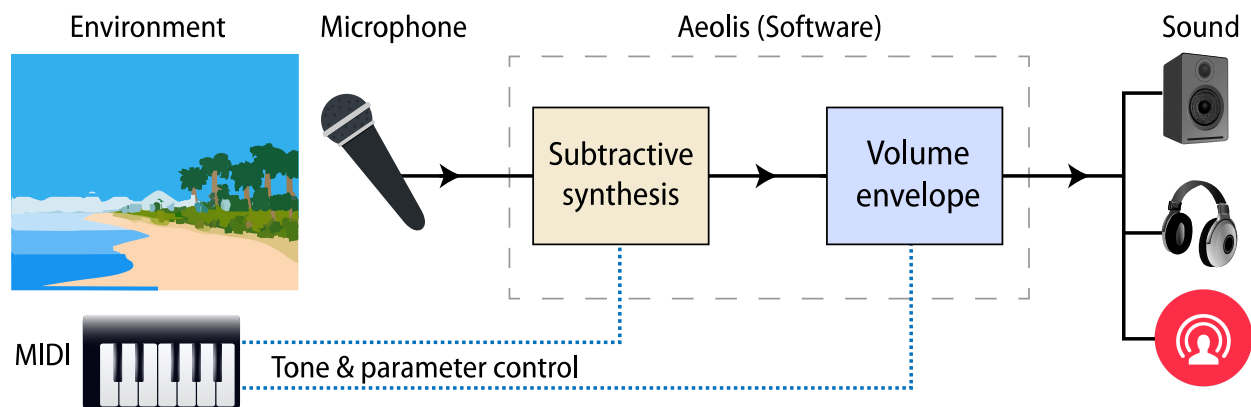 Environment
Microphone
Aeolis (Software)
Sound
Subtractive
synthesis
Volume
envelope
MIDI
Tone & parameter control